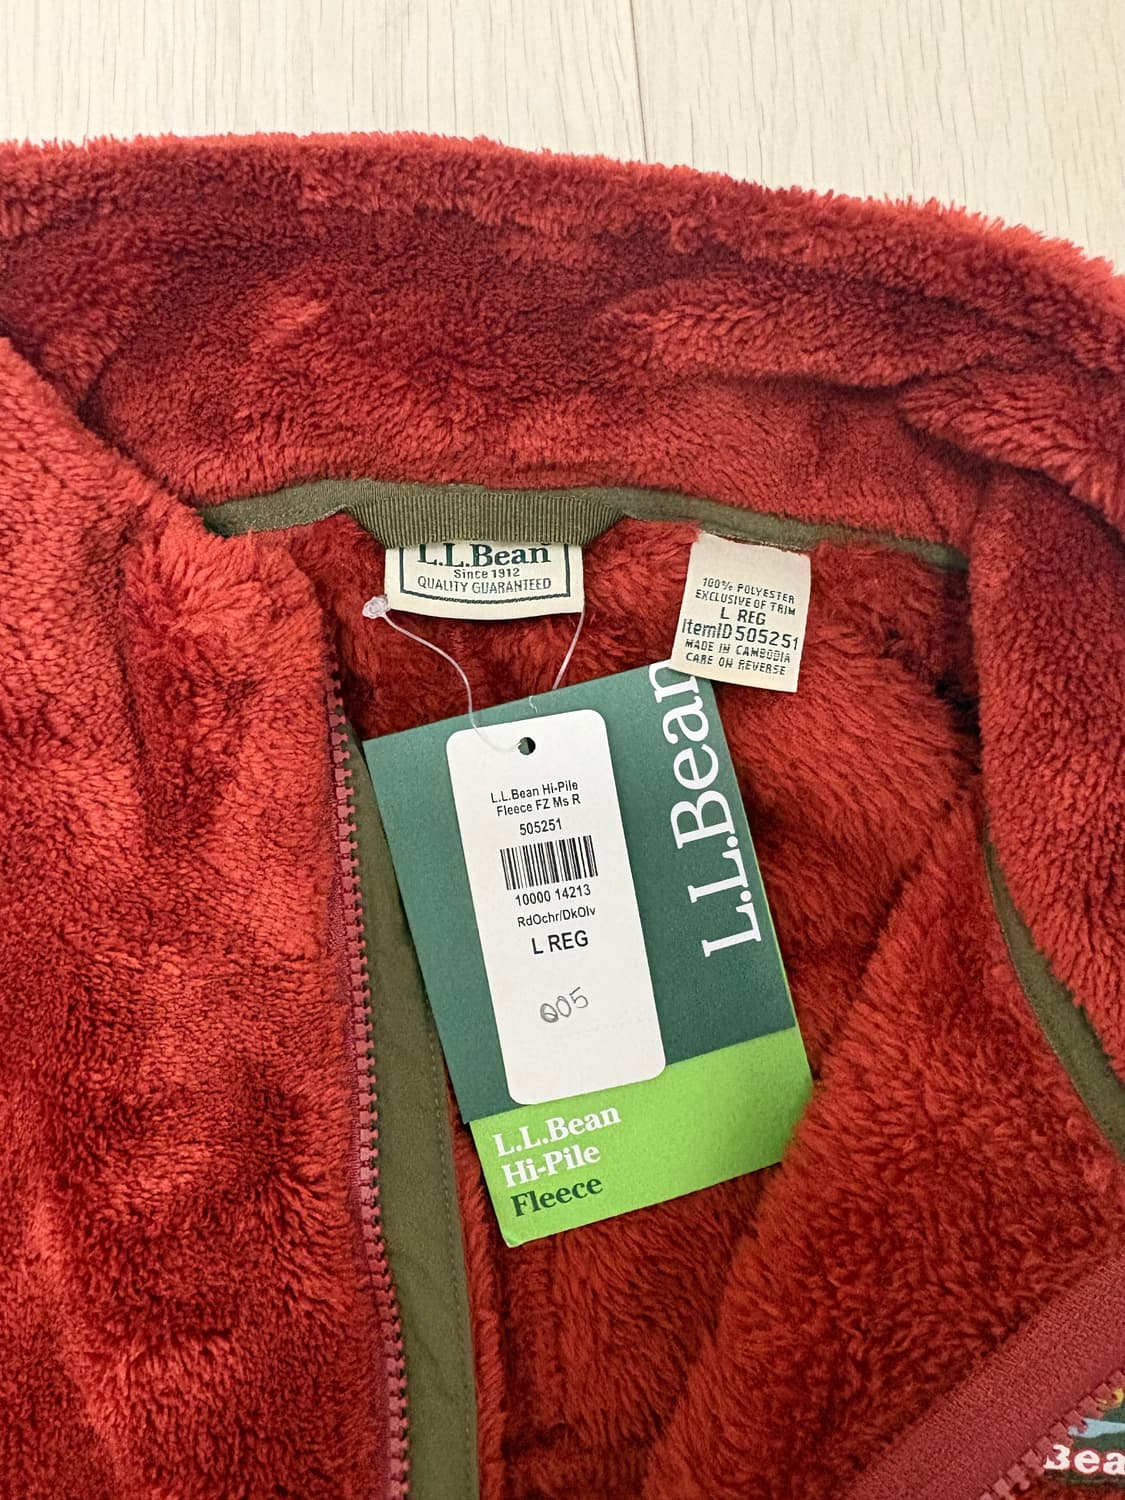 L.L.Bean
Since 1912
QUALITY GUARANTEED
100% POLYESTER
EXCLUSIVE OF TRIM
L REG
ItemID 505251
MADE IN CAMBODIA
CARE ON REVERSE
L.L.Bean
L.L.Bean Hi-Pile
Fleece FZ Ms R
505251
10000 14213
RdOchr/DkOlv
L REG
005
L.L.Bean
Hi-Pile
Fleece
Bea